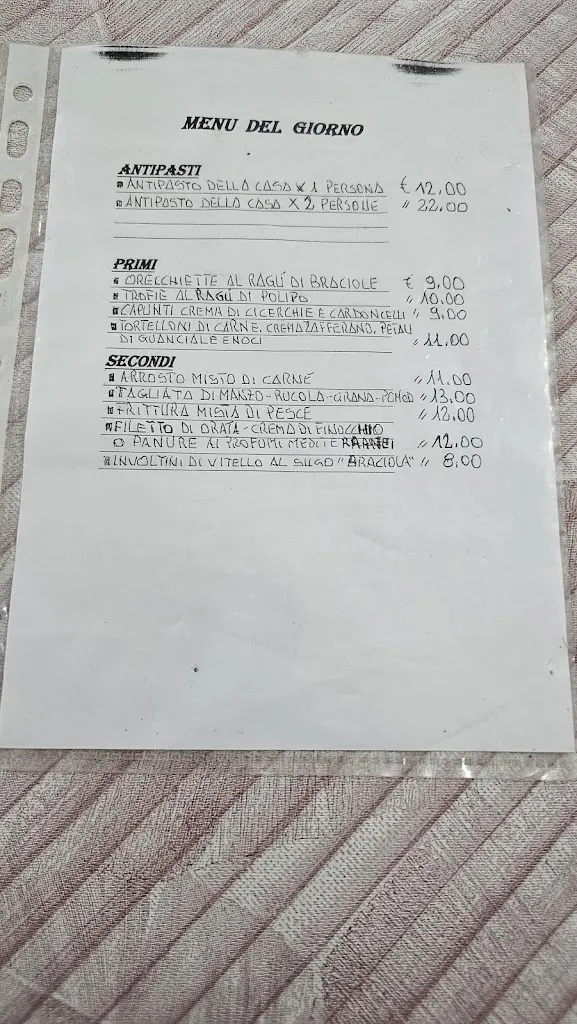 MENU DEL GIORNO
ANTIPASTI
ANTIPASTO DELLA CASA X 1 PERSONA € 12,00
ANTIPASTO DELLA CASA X 2 PERSONE " 22,00
PRIMI
ORECCHIETTE AL RAGÚ DI BRACIOLE € 9,00
TROFIE AL RAGÚ DI POLIPO " 10,00
CAPUNTI CREMA DI CICERCHIE E CARDONCELLI " 9,00
TORTELLONI DI CARNE, CREMA ZAFFERANO, PETALI
DI GUANCIALE E NOCI " 11,00
SECONDI
ARROSTO MISTO DI CARNE " 11,00
TAGLIATA DI MANZO-RUCOLA-GRANA-POMOD " 13,00
FRITTURA MISTA DI PESCE " 12,00
FILETTO DI ORATA - CREMA DI FINOCCHIO
O PANURE AI PROFUMI " 12,00
INVOLTINI DI VITELLO AL SUGO "BRACIOLA" " 8,00